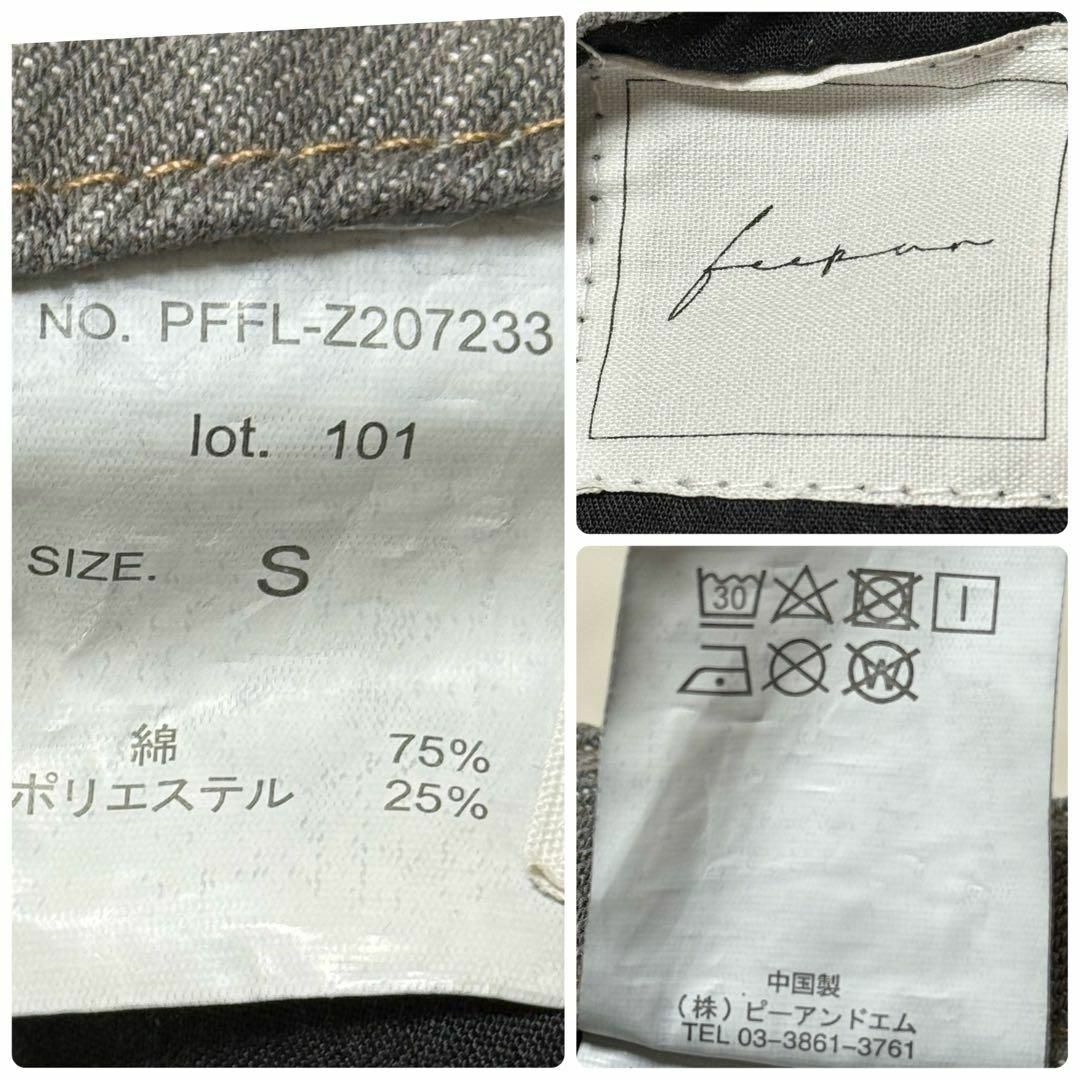 NO. PFFL-Z207233
lot. 101
SIZE. S
綿 75%
ポリエステル 25%
feepun
30
W
中国製
(株)ピーアンドエム
TEL 03-3861-3761